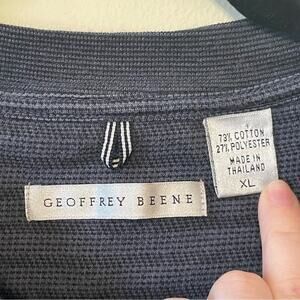 73% COTTON
27% POLYESTER
MADE IN
THAILAND
XL
GEOFFREY BEENE